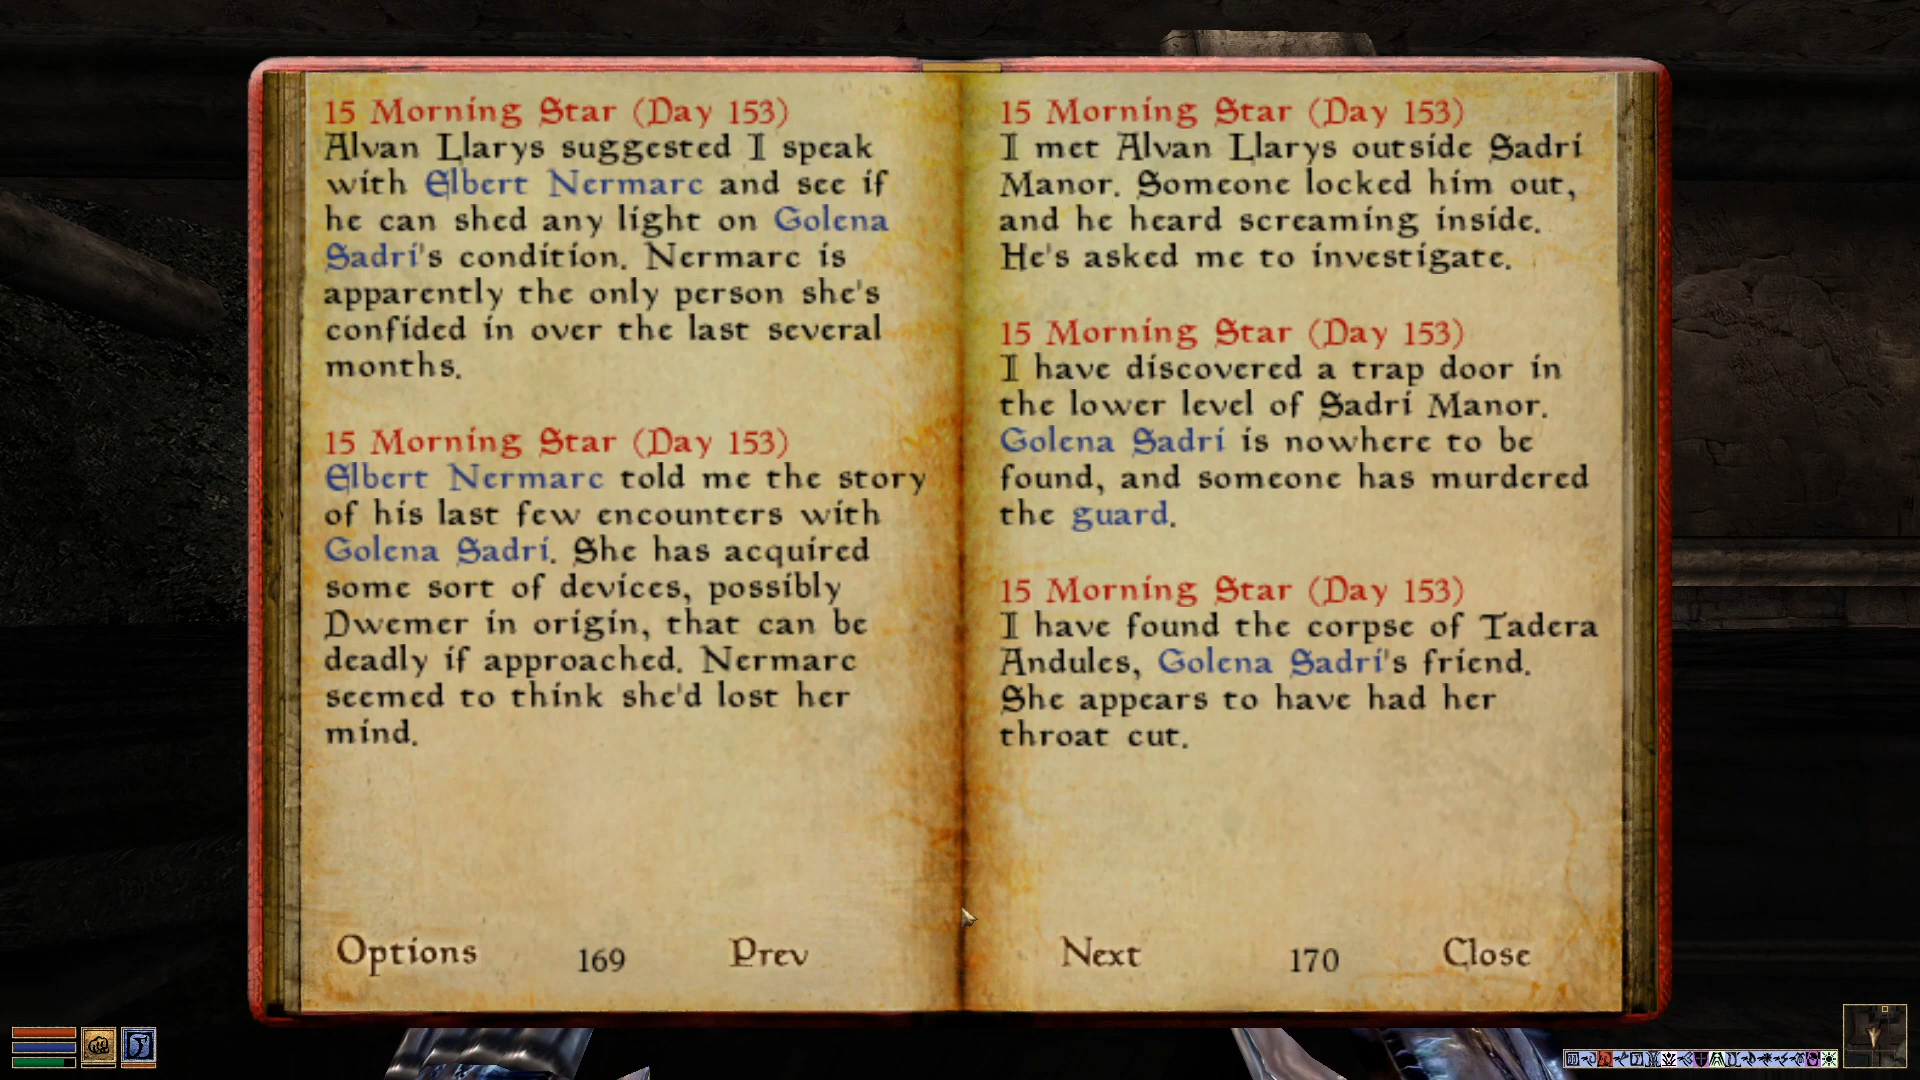 15 Morning Star (Day 153)
Alvan Llarys suggested I speak
with Elbert Nermarc and see if
he can shed any light on Golena
Sadri's condition. Nermarc is
apparently the only person she's
confided in over the last several
months.
15 Morning Star (Day 153)
Elbert Nermarc told me the story
of his last few encounters with
Golena Sadri. She has acquired
some sort of devices, possibly
Dwemer in origin, that can be
deadly if approached. Nermarc
seemed to think she'd lost her
mind.
Options
169
Prev
15 Morning Star (Day 153)
I met Alvan Llarys outside Sadri
Manor. Someone locked him out,
and he heard screaming inside.
He's asked me to investigate.
15 Morning Star (Day 153)
I have discovered a trap door in
the lower level of Sadri Manor.
Golena Sadri is nowhere to be
found, and someone has murdered
the guard.
15 Morning Star (Day 153)
I have found the corpse of Tadera
Andules, Golena Sadri's friend.
She appears to have had her
throat cut.
Next
170
Close